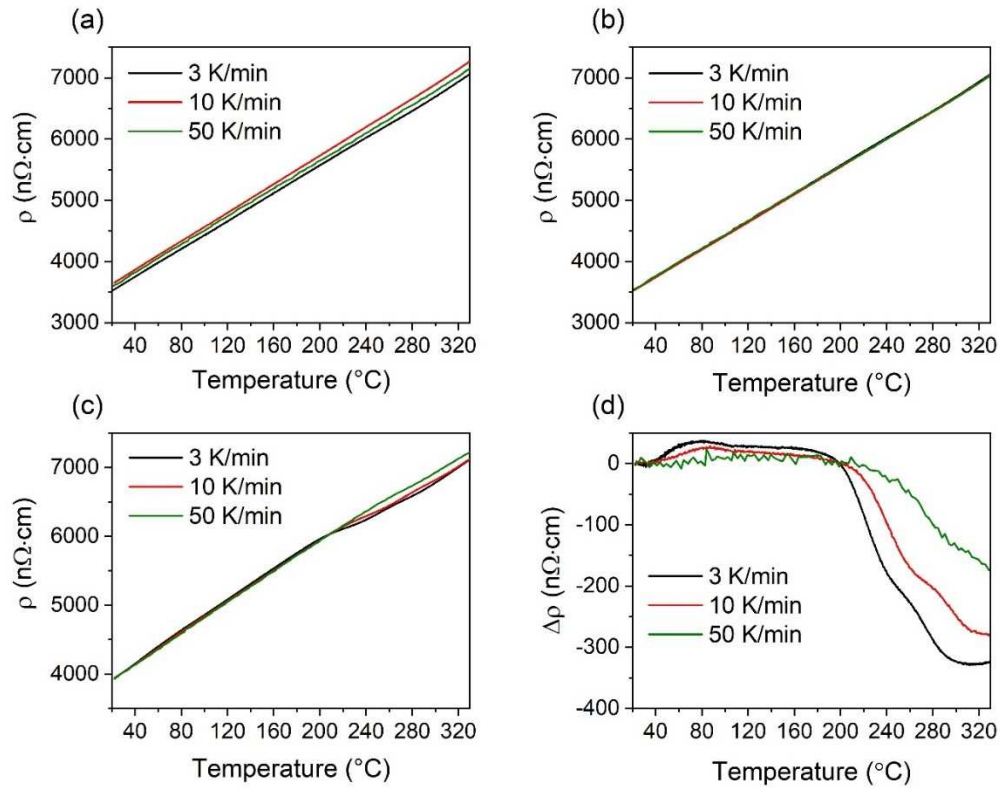 (a)
ρ (nΩ·cm)
7000
6000
5000
4000
3000
3 K/min
10 K/min
50 K/min
40 80 120 160 200 240 280 320
Temperature (°C)
(b)
ρ (nΩ·cm)
7000
6000
5000
4000
3000
3 K/min
10 K/min
50 K/min
40 80 120 160 200 240 280 320
Temperature (°C)
(c)
ρ (nΩ·cm)
7000
6000
5000
4000
3 K/min
10 K/min
50 K/min
40 80 120 160 200 240 280 320
Temperature (°C)
(d)
Δρ (nΩ·cm)
0
-100
-200
-300
-400
3 K/min
10 K/min
50 K/min
40 80 120 160 200 240 280 320
Temperature (°C)